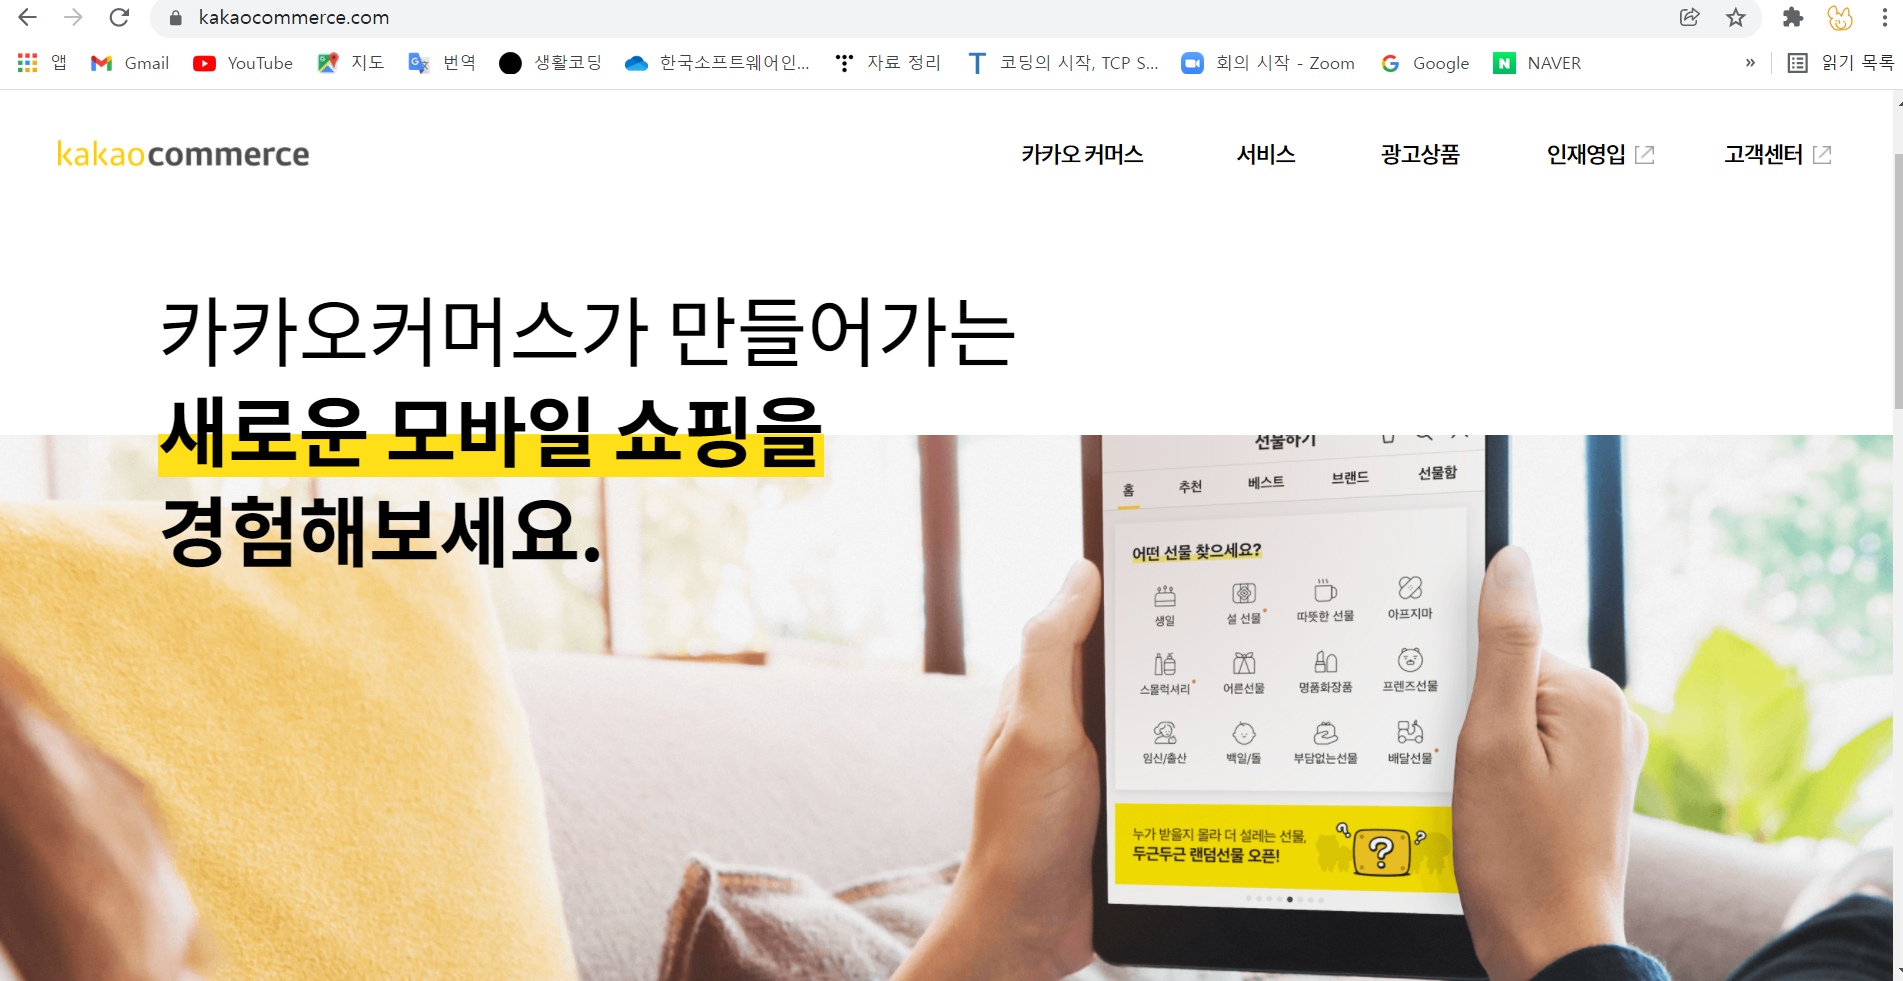 kakaocommerce.com
앱 Gmail YouTube 지도 번역 생활코딩 한국소프트웨어인... 자료 정리 코딩의 시작, TCP S... 회의 시작 - Zoom Google NAVER » 읽기 목록
kakaocommerce 카카오 커머스 서비스 광고상품 인재영입 고객센터
카카오커머스가 만들어가는
새로운 모바일 쇼핑을
경험해보세요.
선물하기
홈 추천 베스트 브랜드 선물함
어떤 선물 찾으세요?
생일 설 선물 따뜻한 선물 아프지마
스몰럭셔리 어른선물 명품화장품 프렌즈선물
임신/출산 백일/돌 부담없는선물 배달선물
누가 받을지 몰라 더 설레는 선물,
두근두근 랜덤선물 오픈!
? ? ?